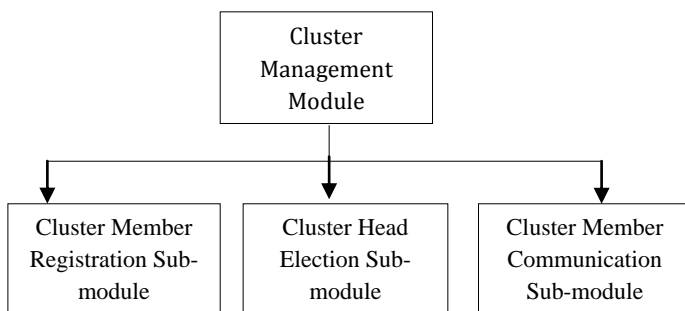 Cluster
Management
Module
Cluster Member
Registration Sub-
module
Cluster Head
Election Sub-
module
Cluster Member
Communication
Sub-module